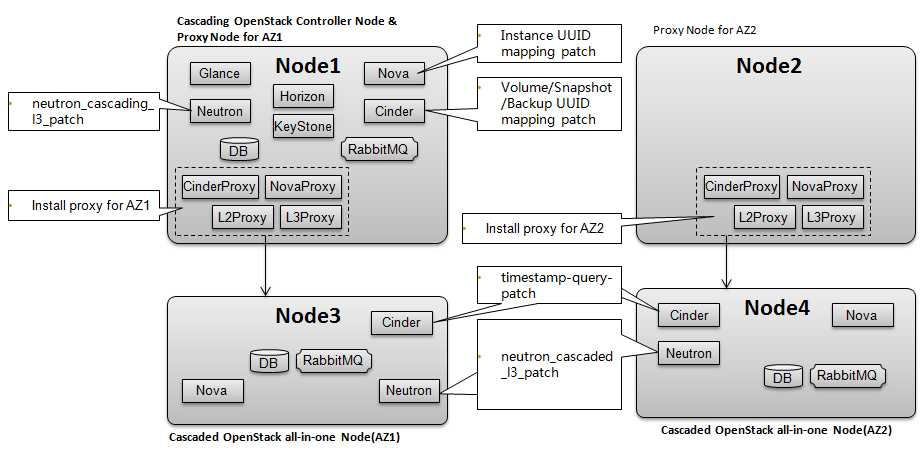 Cascading OpenStack Controller Node &
Proxy Node for AZ1
Node1
Glance
Nova
Neutron
Horizon
Cinder
KeyStone
DB
RabbitMQ
CinderProxy
NovaProxy
L2Proxy
L3Proxy
neutron_cascading_
l3_patch
Install proxy for AZ1
Instance UUID
mapping patch
Volume/Snapshot
/Backup UUID
mapping patch
Proxy Node for AZ2
Node2
CinderProxy
NovaProxy
L2Proxy
L3Proxy
Install proxy for AZ2
timestamp-query-
patch
neutron_cascaded
_l3_patch
Node3
Cinder
DB
RabbitMQ
Nova
Neutron
Cascaded OpenStack all-in-one Node(AZ1)
Node4
Cinder
Nova
Neutron
DB
RabbitMQ
Cascaded OpenStack all-in-one Node(AZ2)